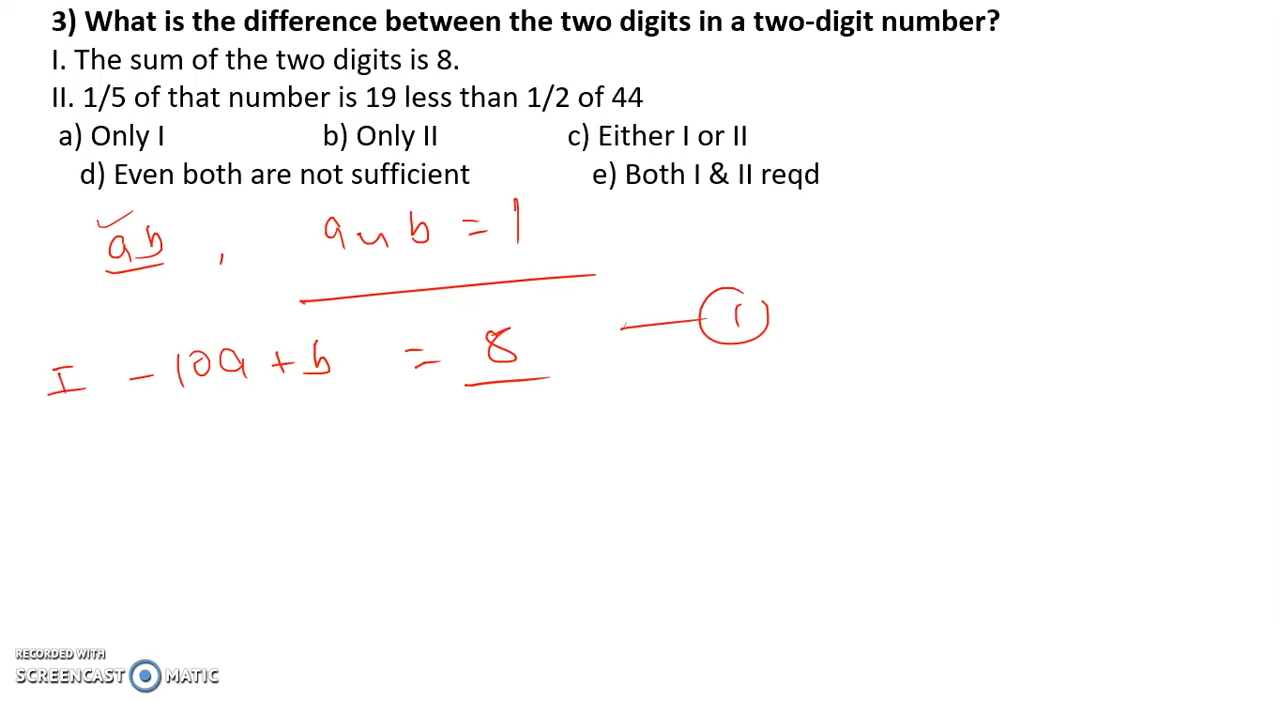 3) What is the difference between the two digits in a two-digit number?
I. The sum of the two digits is 8.
II. 1/5 of that number is 19 less than 1/2 of 44
a) Only I b) Only II c) Either I or II
d) Even both are not sufficient e) Both I & II reqd
ab , a~b = 1
I - 10a + b = 8 — 1
RECORDED WITH
SCREENCAST MATIC